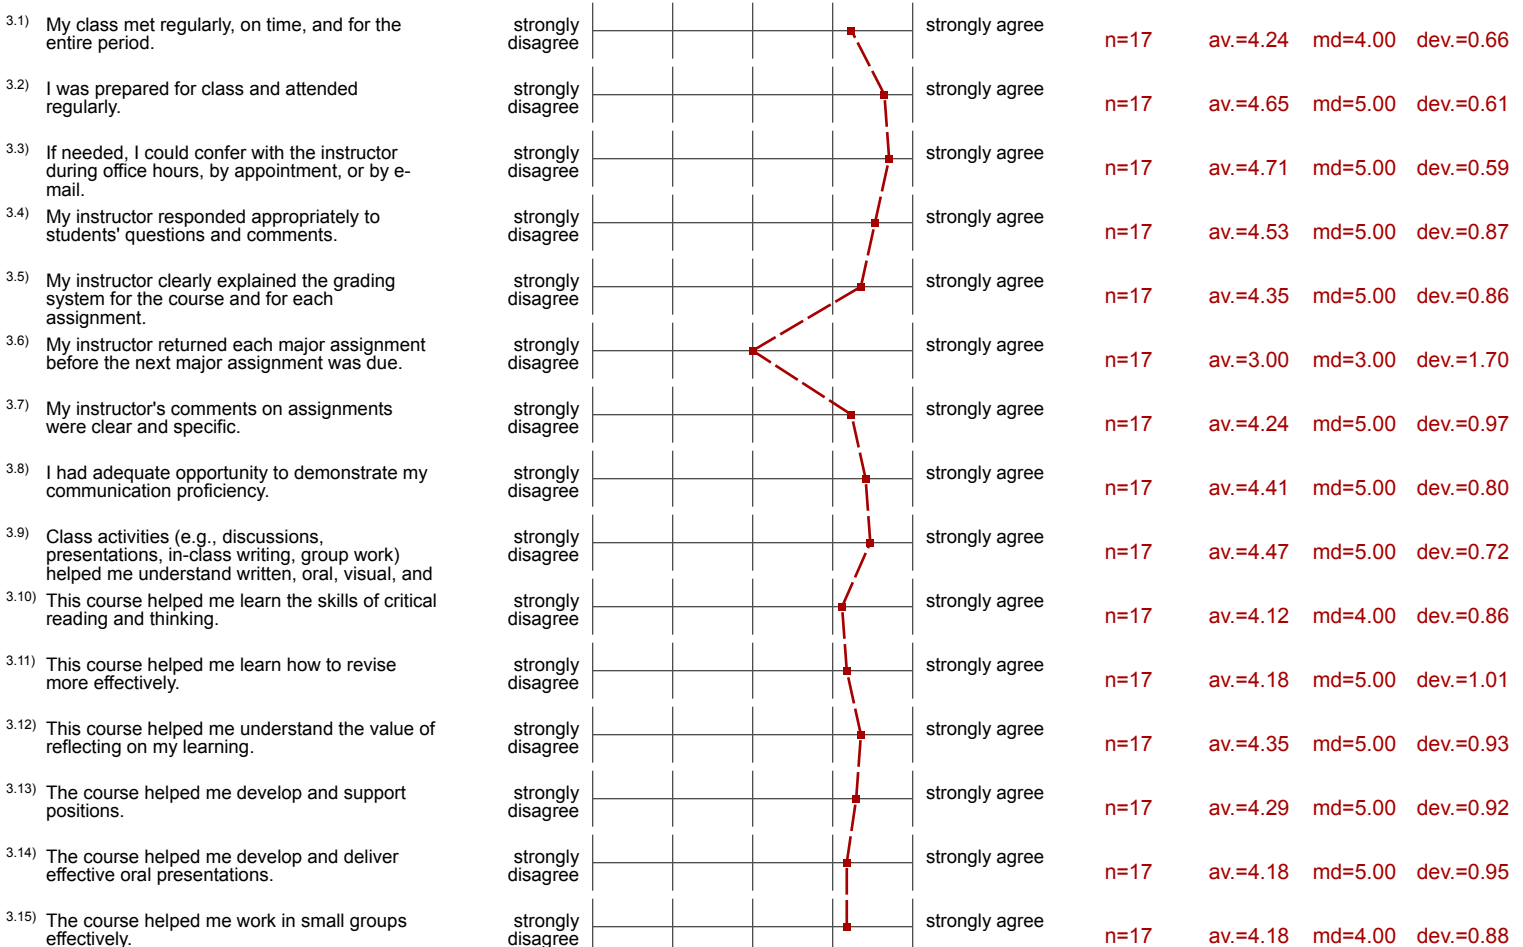 3.1) My class met regularly, on time, and for the entire period. strongly disagree strongly agree n=17 av.=4.24 md=4.00 dev.=0.66
3.2) I was prepared for class and attended regularly. strongly disagree strongly agree n=17 av.=4.65 md=5.00 dev.=0.61
3.3) If needed, I could confer with the instructor during office hours, by appointment, or by e-mail. strongly disagree strongly agree n=17 av.=4.71 md=5.00 dev.=0.59
3.4) My instructor responded appropriately to students' questions and comments. strongly disagree strongly agree n=17 av.=4.53 md=5.00 dev.=0.87
3.5) My instructor clearly explained the grading system for the course and for each assignment. strongly disagree strongly agree n=17 av.=4.35 md=5.00 dev.=0.86
3.6) My instructor returned each major assignment before the next major assignment was due. strongly disagree strongly agree n=17 av.=3.00 md=3.00 dev.=1.70
3.7) My instructor's comments on assignments were clear and specific. strongly disagree strongly agree n=17 av.=4.24 md=5.00 dev.=0.97
3.8) I had adequate opportunity to demonstrate my communication proficiency. strongly disagree strongly agree n=17 av.=4.41 md=5.00 dev.=0.80
3.9) Class activities (e.g., discussions, presentations, in-class writing, group work) helped me understand written, oral, visual, and strongly disagree strongly agree n=17 av.=4.47 md=5.00 dev.=0.72
3.10) This course helped me learn the skills of critical reading and thinking. strongly disagree strongly agree n=17 av.=4.12 md=4.00 dev.=0.86
3.11) This course helped me learn how to revise more effectively. strongly disagree strongly agree n=17 av.=4.18 md=5.00 dev.=1.01
3.12) This course helped me understand the value of reflecting on my learning. strongly disagree strongly agree n=17 av.=4.35 md=5.00 dev.=0.93
3.13) The course helped me develop and support positions. strongly disagree strongly agree n=17 av.=4.29 md=5.00 dev.=0.92
3.14) The course helped me develop and deliver effective oral presentations. strongly disagree strongly agree n=17 av.=4.18 md=5.00 dev.=0.95
3.15) The course helped me work in small groups effectively. strongly disagree strongly agree n=17 av.=4.18 md=4.00 dev.=0.88